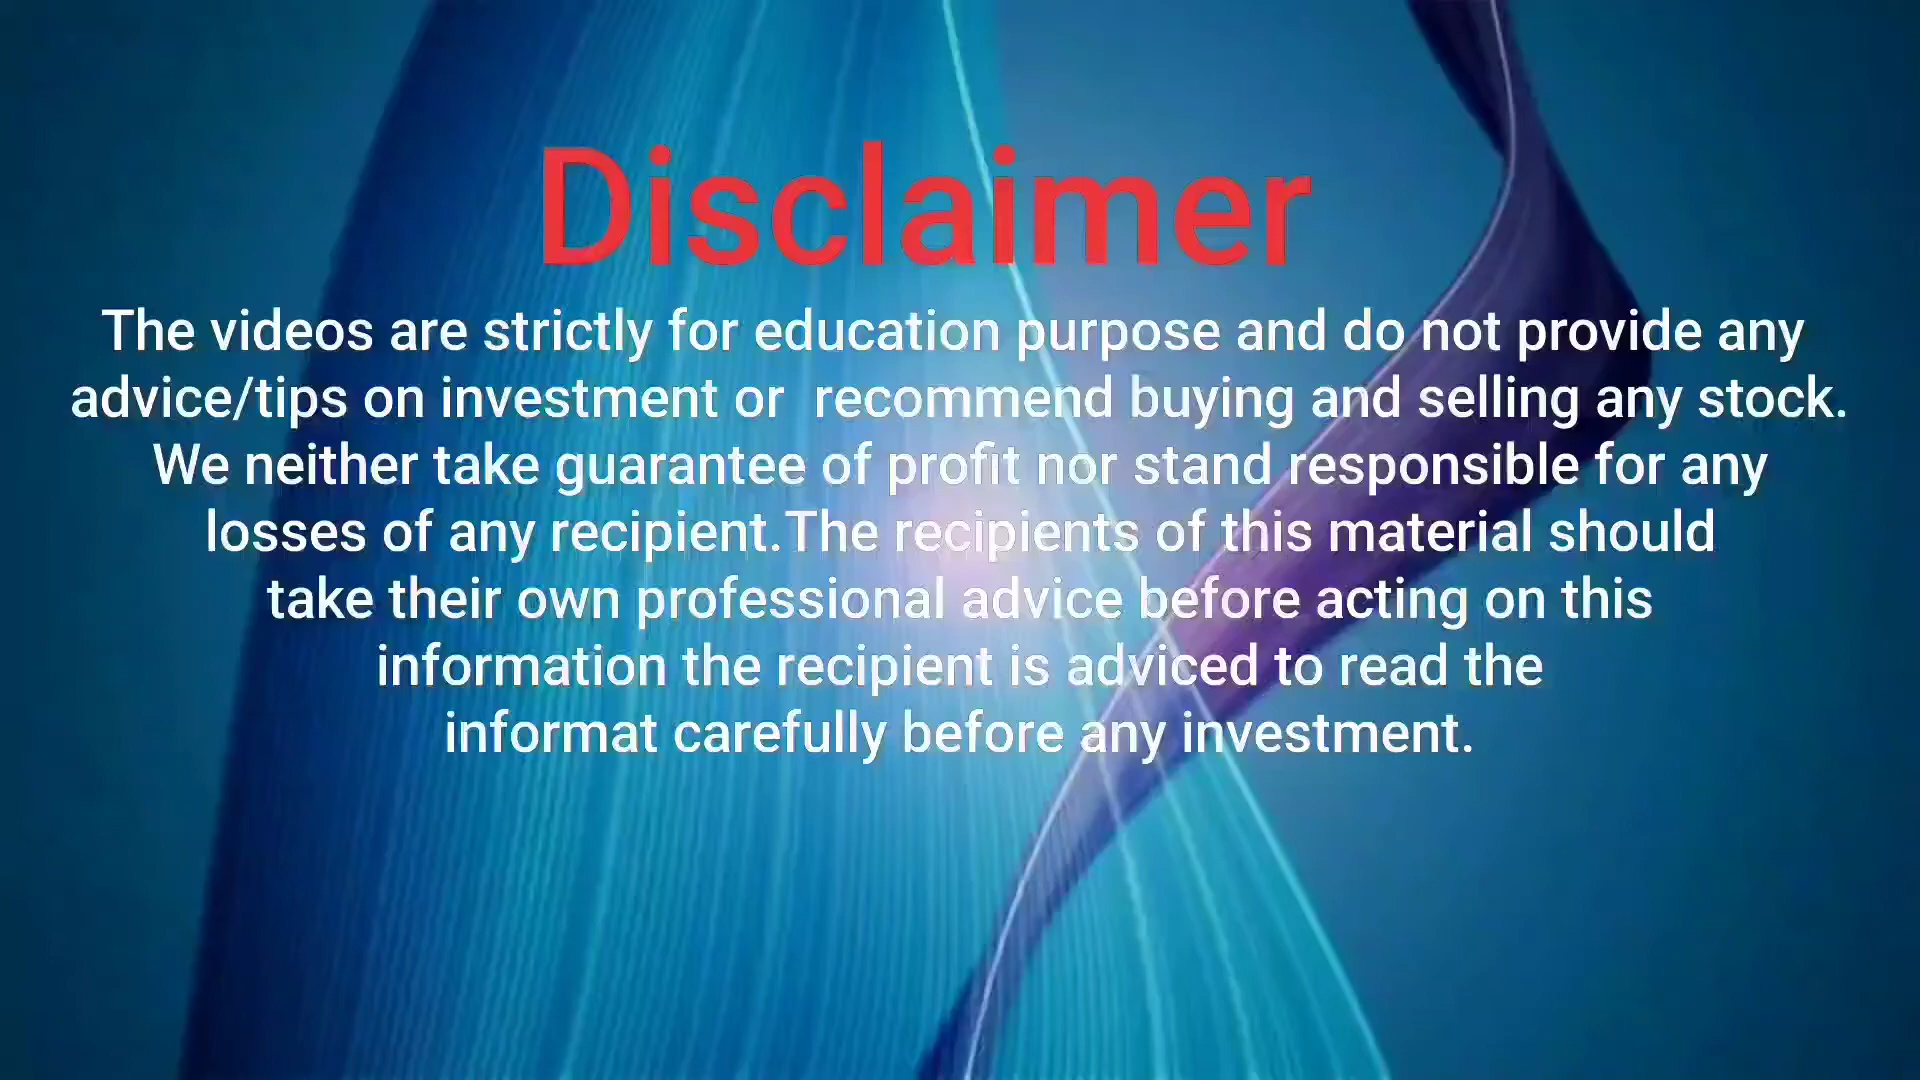 Disclaimer
The videos are strictly for education purpose and do not provide any
advice/tips on investment or  recommend buying and selling any stock.
We neither take guarantee of profit nor stand responsible for any
losses of any recipient.The recipients of this material should
take their own professional advice before acting on this
information the recipient is adviced to read the
informat carefully before any investment.